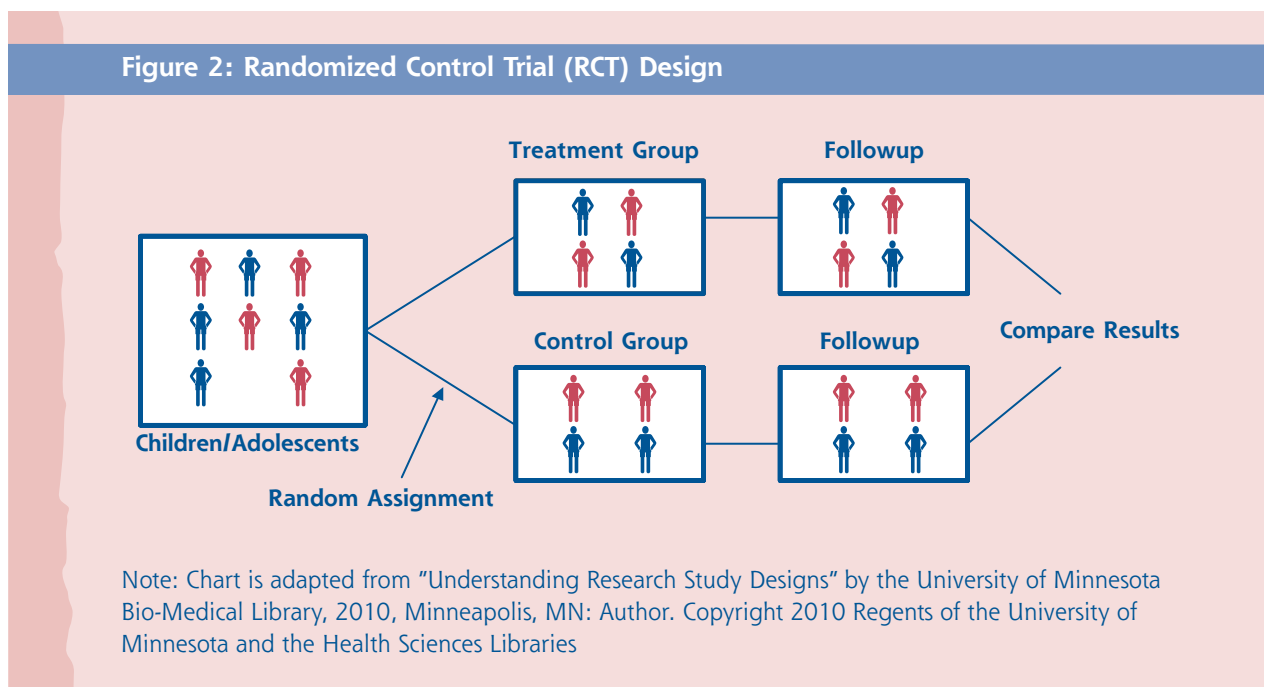 Figure 2: Randomized Control Trial (RCT) Design
Treatment Group
Followup
Children/Adolescents
Random Assignment
Control Group
Followup
Compare Results
Note: Chart is adapted from "Understanding Research Study Designs" by the University of Minnesota
Bio-Medical Library, 2010, Minneapolis, MN: Author. Copyright 2010 Regents of the University of
Minnesota and the Health Sciences Libraries